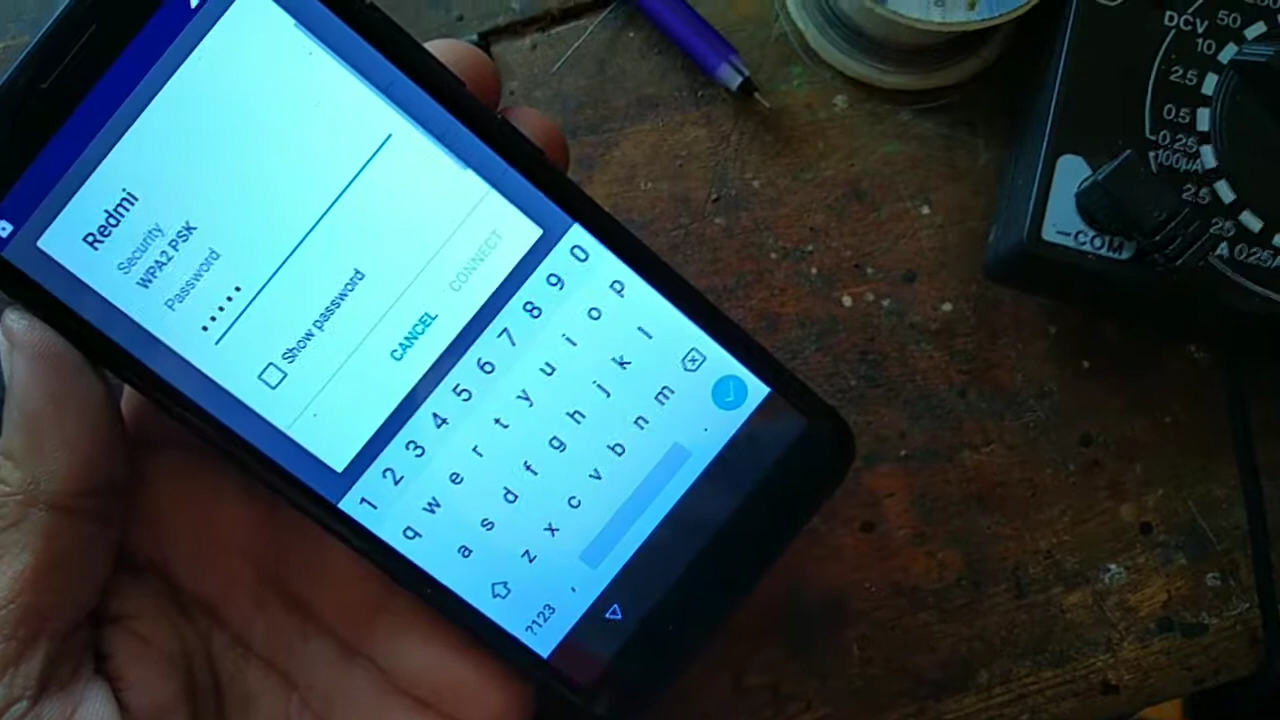 Redmi
Security
WPA2 PSK
Password
•••••
Show password
CANCEL
CONNECT
1 2 3 4 5 6 7 8 9 0
q w e r t y u i o p
a s d f g h j k l
z x c v b n m
?123 , .
DCV
50
10
2.5
0.5
0.25
100µA
2.5
25
A 0.25A
-COM